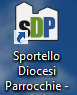 SDP
Sportello
Diocesi
Parrocchie -